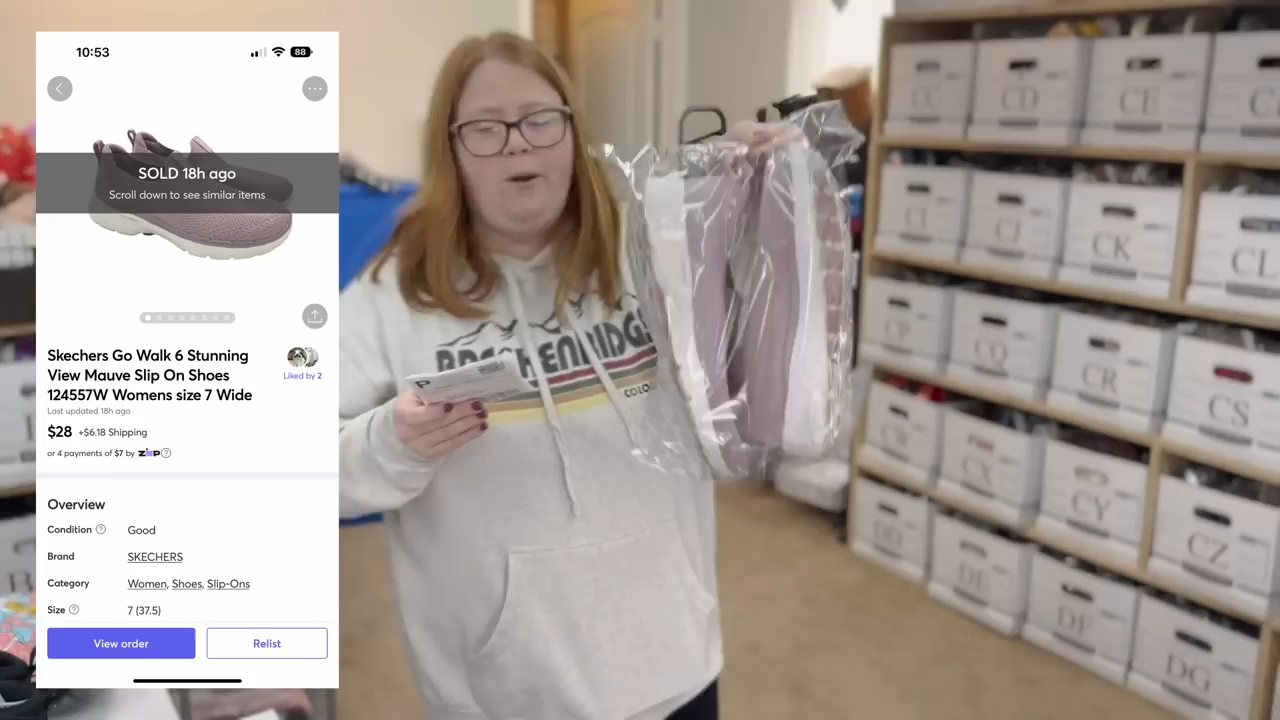 10:53
88
SOLD 18h ago
Scroll down to see similar items
Skechers Go Walk 6 Stunning
View Mauve Slip On Shoes
124557W Womens size 7 Wide
Liked by 2
Last updated 18h ago
$28 +$6.18 Shipping
or 4 payments of $7 by zip
Overview
Condition Good
Brand SKECHERS
Category Women, Shoes, Slip-Ons
Size 7 (37.5)
View order
Relist
P
COLO
CD
CE
CK
CL
CR
CS
CY
CZ
DE
DF
DG